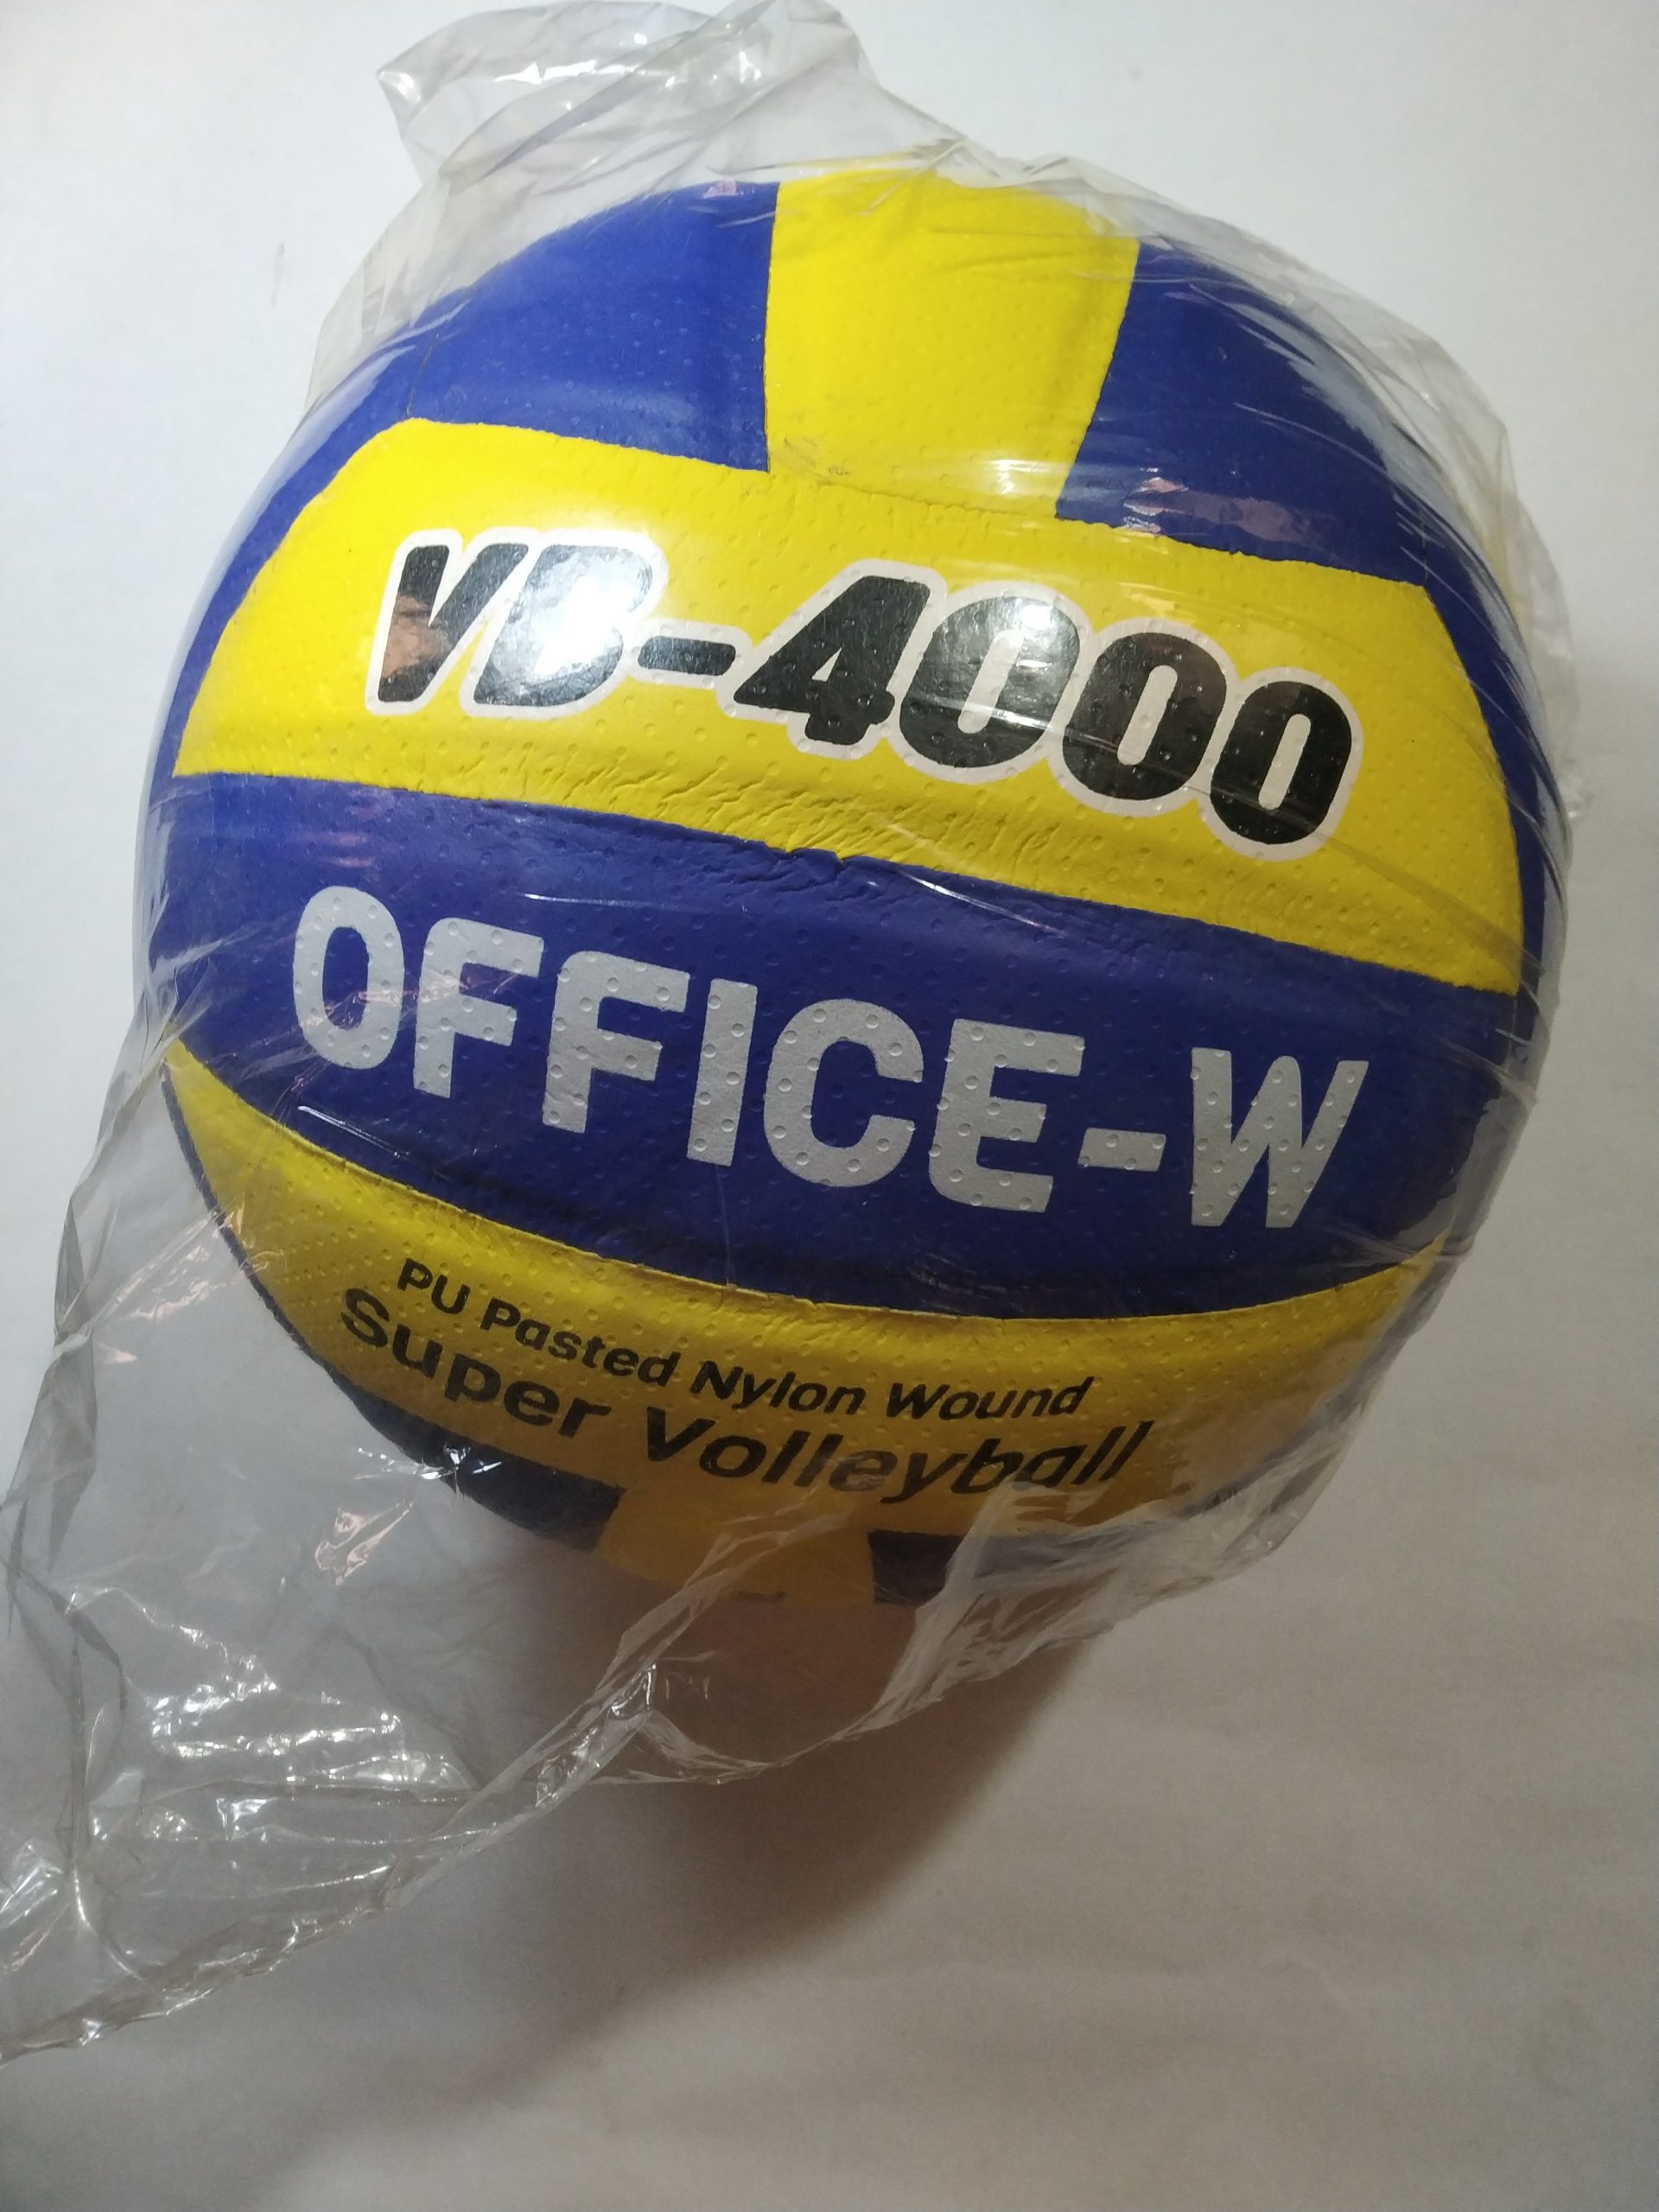 VB-4000
OFFICE-W
PU Pasted Nylon Wound
Super Volleyball